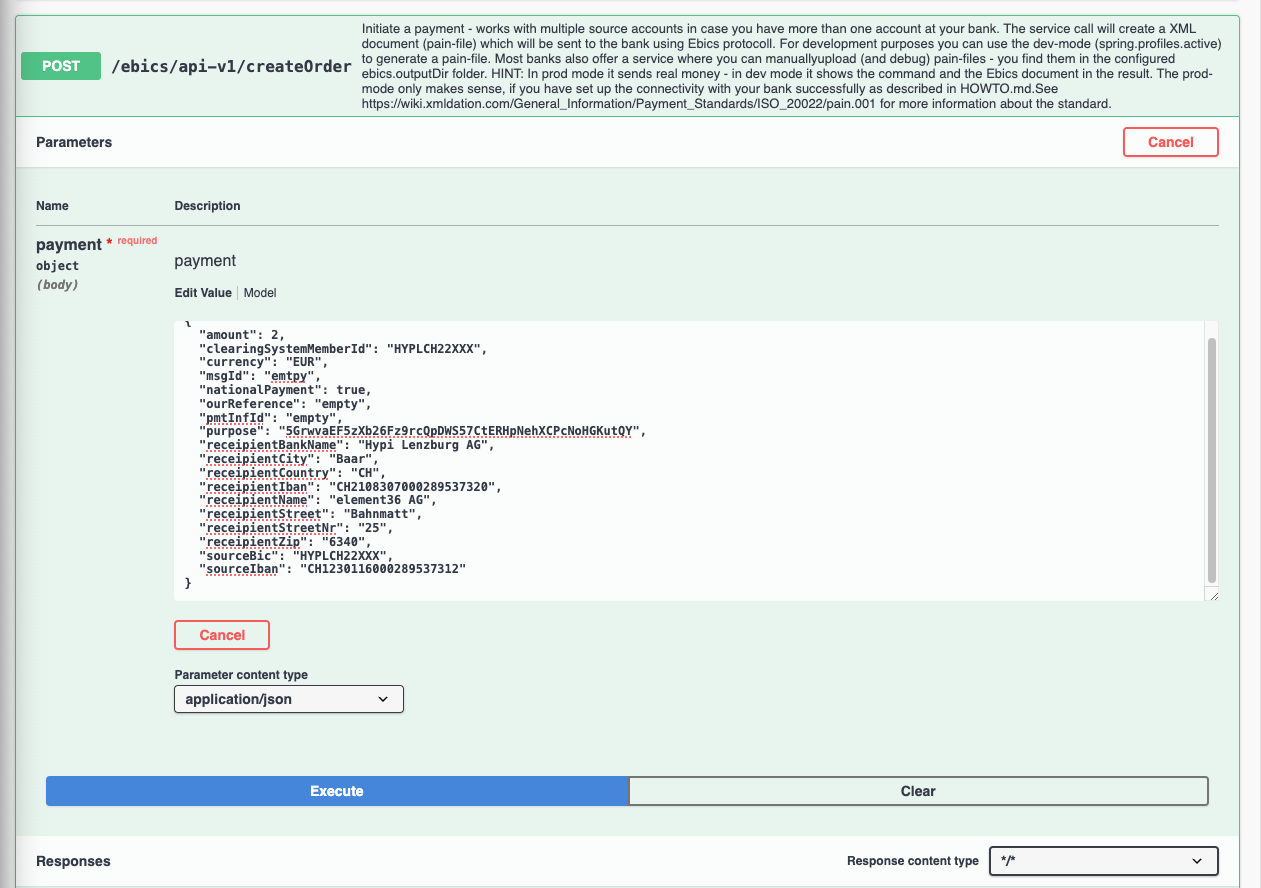 Initiate a payment - works with multiple source accounts in case you have more than one account at your bank. The service call will create a XML
document (pain-file) which will be sent to the bank using Ebics protocoll. For development purposes you can use the dev-mode (spring.profiles.active)
to generate a pain-file. Most banks also offer a service where you can manuallyupload (and debug) pain-files - you find them in the configured
ebics.outputDir folder. HINT: In prod mode it sends real money - in dev mode it shows the command and the Ebics document in the result. The prod-
mode only makes sense, if you have set up the connectivity with your bank successfully as described in HOWTO.md.See
https://wiki.xmldation.com/General_Information/Payment_Standards/ISO_20022/pain.001 for more information about the standard.
POST /ebics/api-v1/createOrder
Parameters
Cancel
Name Description
payment * required
object
(body)
payment
Edit Value Model
{
"amount": 2,
"clearingSystemMemberId": "HYPLCH22XXX",
"currency": "EUR",
"msgId": "emtpy",
"nationalPayment": true,
"ourReference": "empty",
"pmtInfId": "empty",
"purpose": "5GrwvaEF5zXb26Fz9rcQpDWS57CtERHpNehXCPcNoHGKutQY",
"receipientBankName": "Hypi Lenzburg AG",
"receipientCity": "Baar",
"receipientCountry": "CH",
"receipientIban": "CH2108307000289537320",
"receipientName": "element36 AG",
"receipientStreet": "Bahnmatt",
"receipientStreetNr": "25",
"receipientZip": "6340",
"sourceBic": "HYPLCH22XXX",
"sourceIban": "CH1230116000289537312"
}
Cancel
Parameter content type
application/json
Execute
Clear
Responses
Response content type
*/*